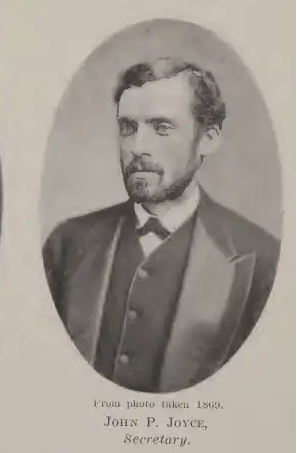 From photo taken 1869.
JOHN P. JOYCE,
Secretary.